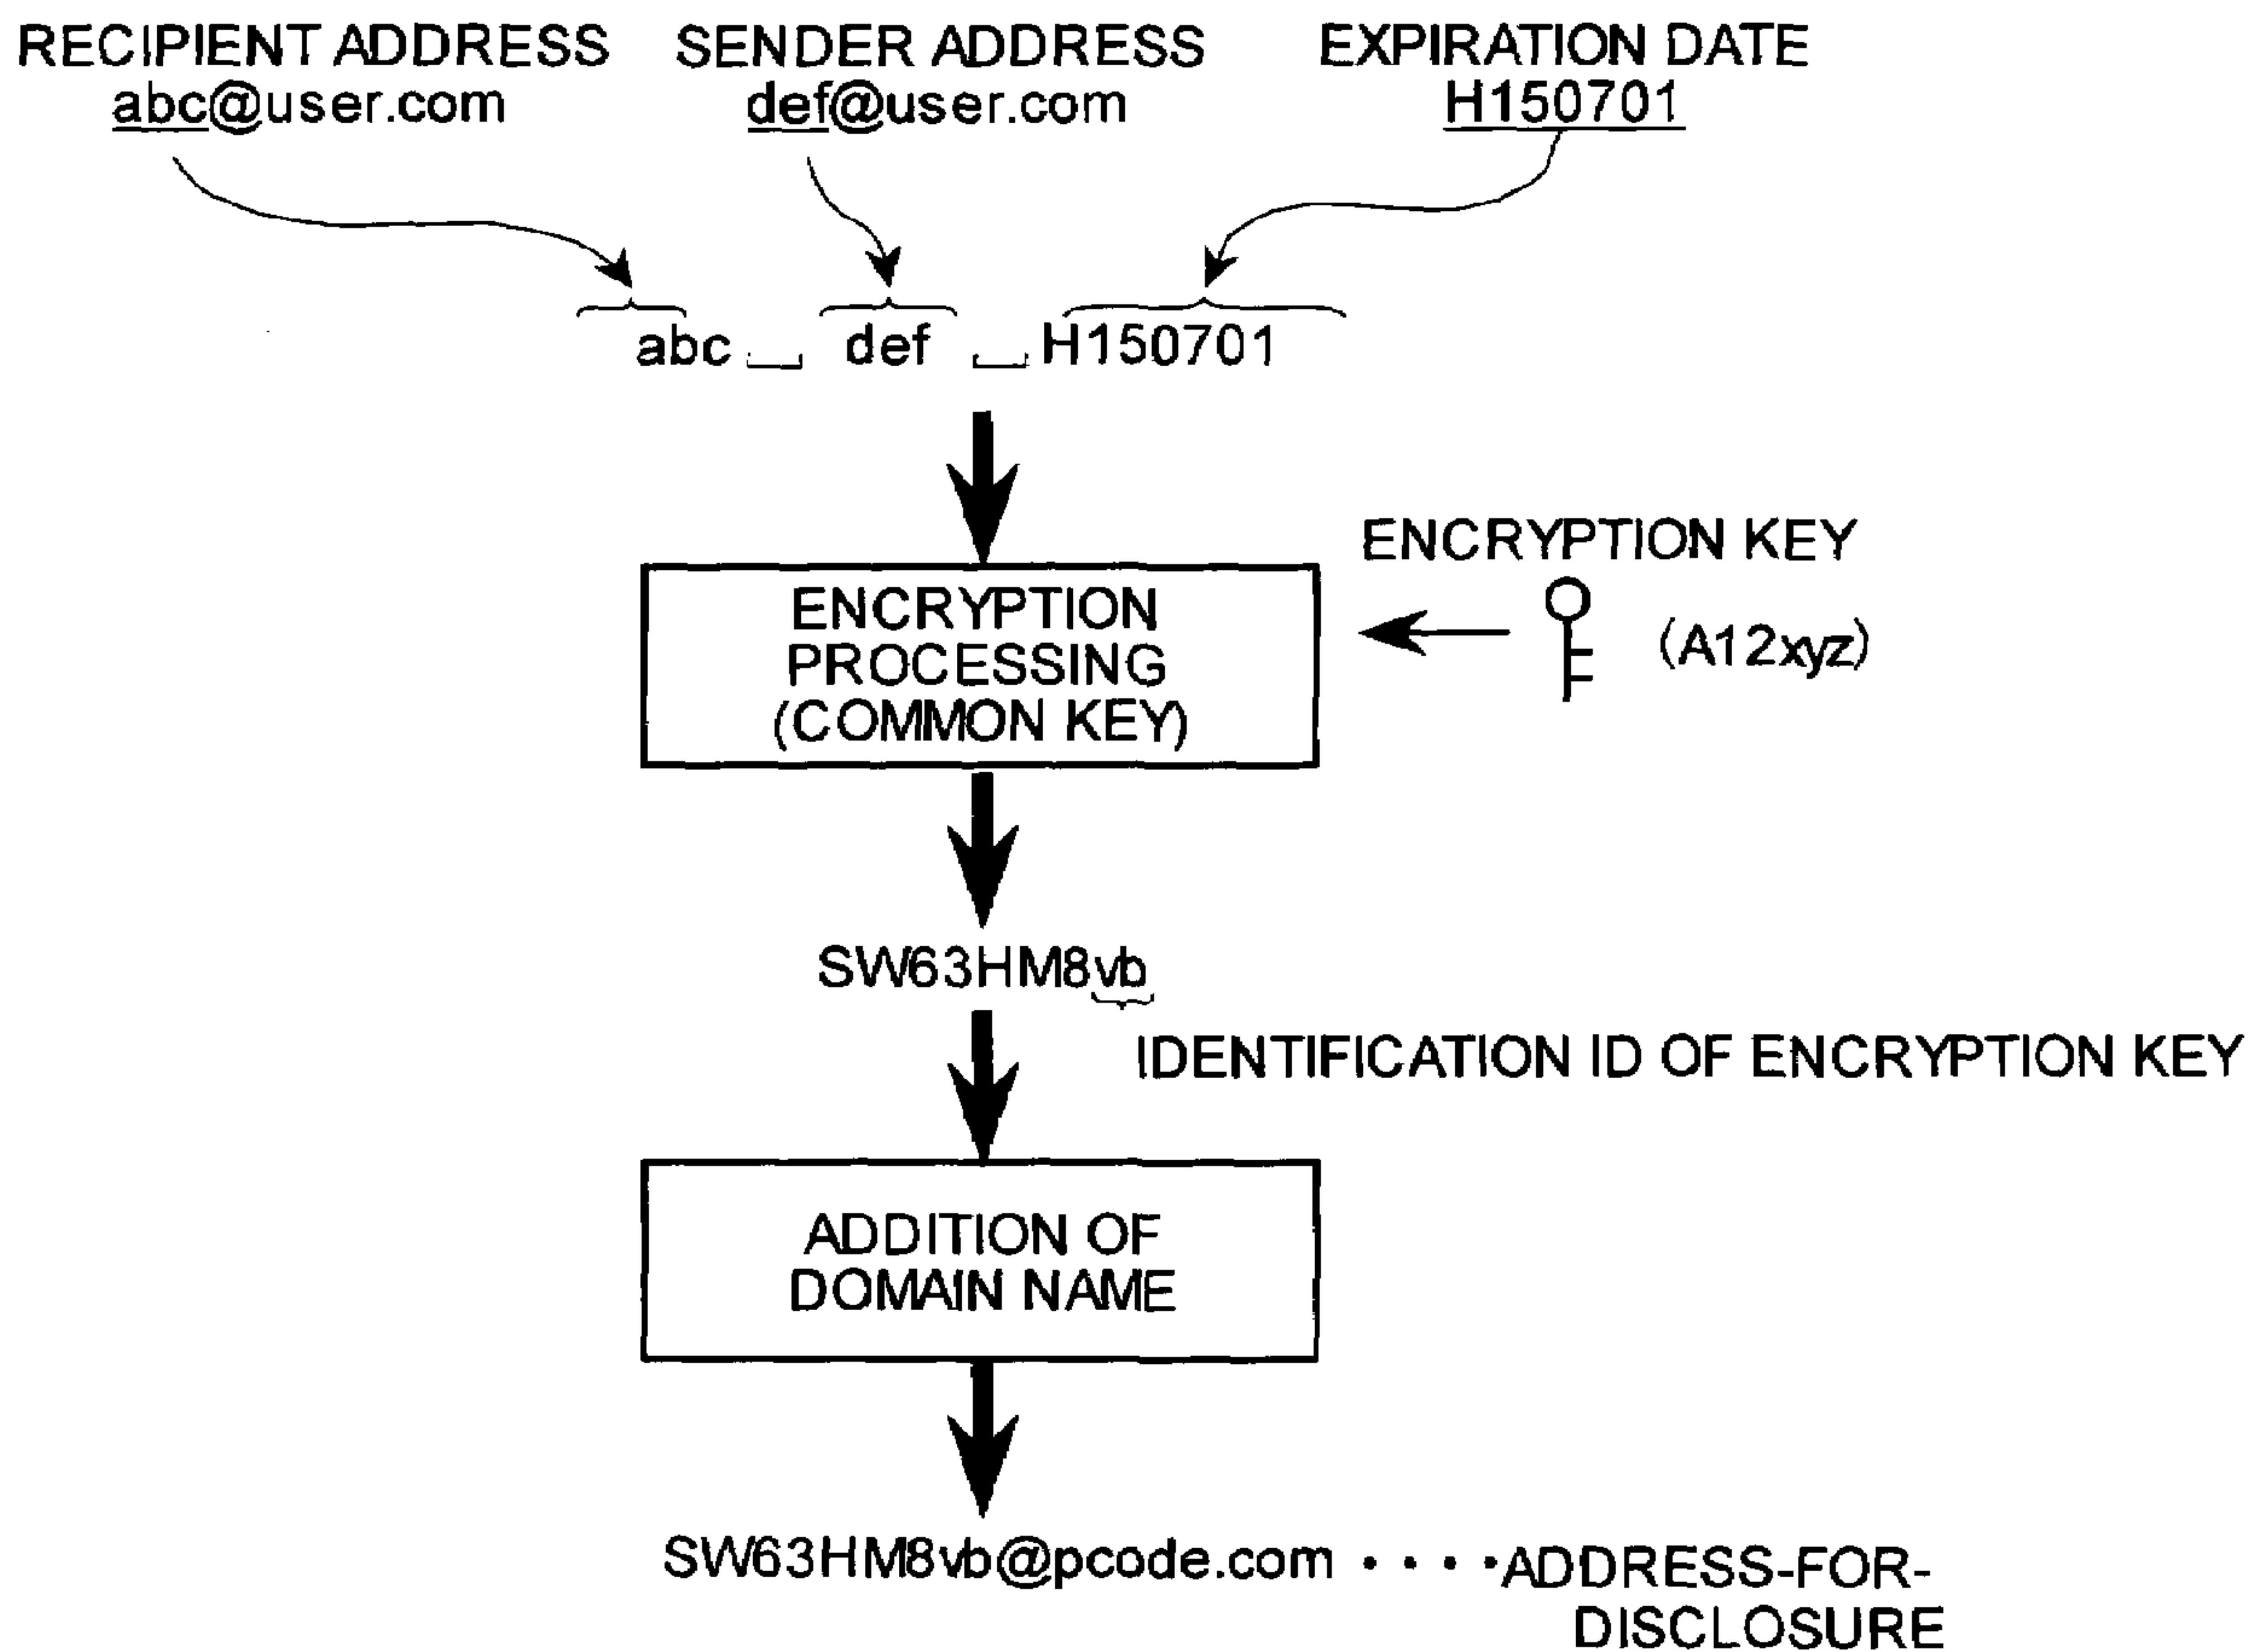 RECIPIENT ADDRESS SENDER ADDRESS EXPIRATION DATE
abc@user.com def@user.com H150701
abc def H150701
ENCRYPTION KEY
ENCRYPTION
PROCESSING
(COMMON KEY)
(A12xyz)
SW63HM8vb
IDENTIFICATION ID OF ENCRYPTION KEY
ADDITION OF
DOMAIN NAME
SW63HM8vb@pcode.com ・・・・ADDRESS-FOR-
DISCLOSURE